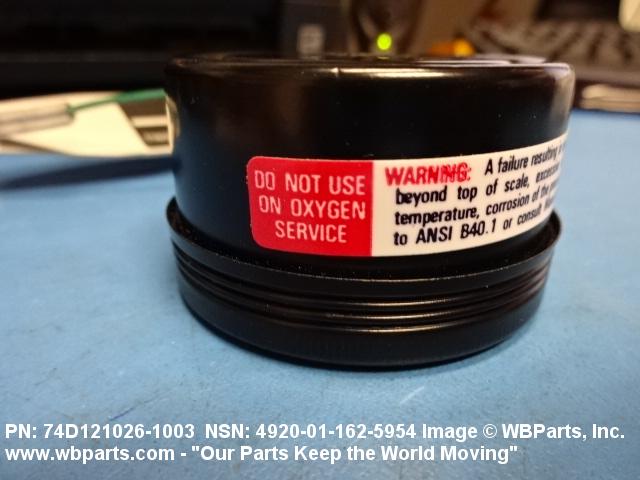 DO NOT USE
ON OXYGEN
SERVICE
WARNING: A failure resulting
beyond top of scale,
temperature, corrosion of the
to ANSI B40.1 or consult
PN: 74D121026-1003 NSN: 4920-01-162-5954 Image © WBParts, Inc.
www.wbparts.com - "Our Parts Keep the World Moving"